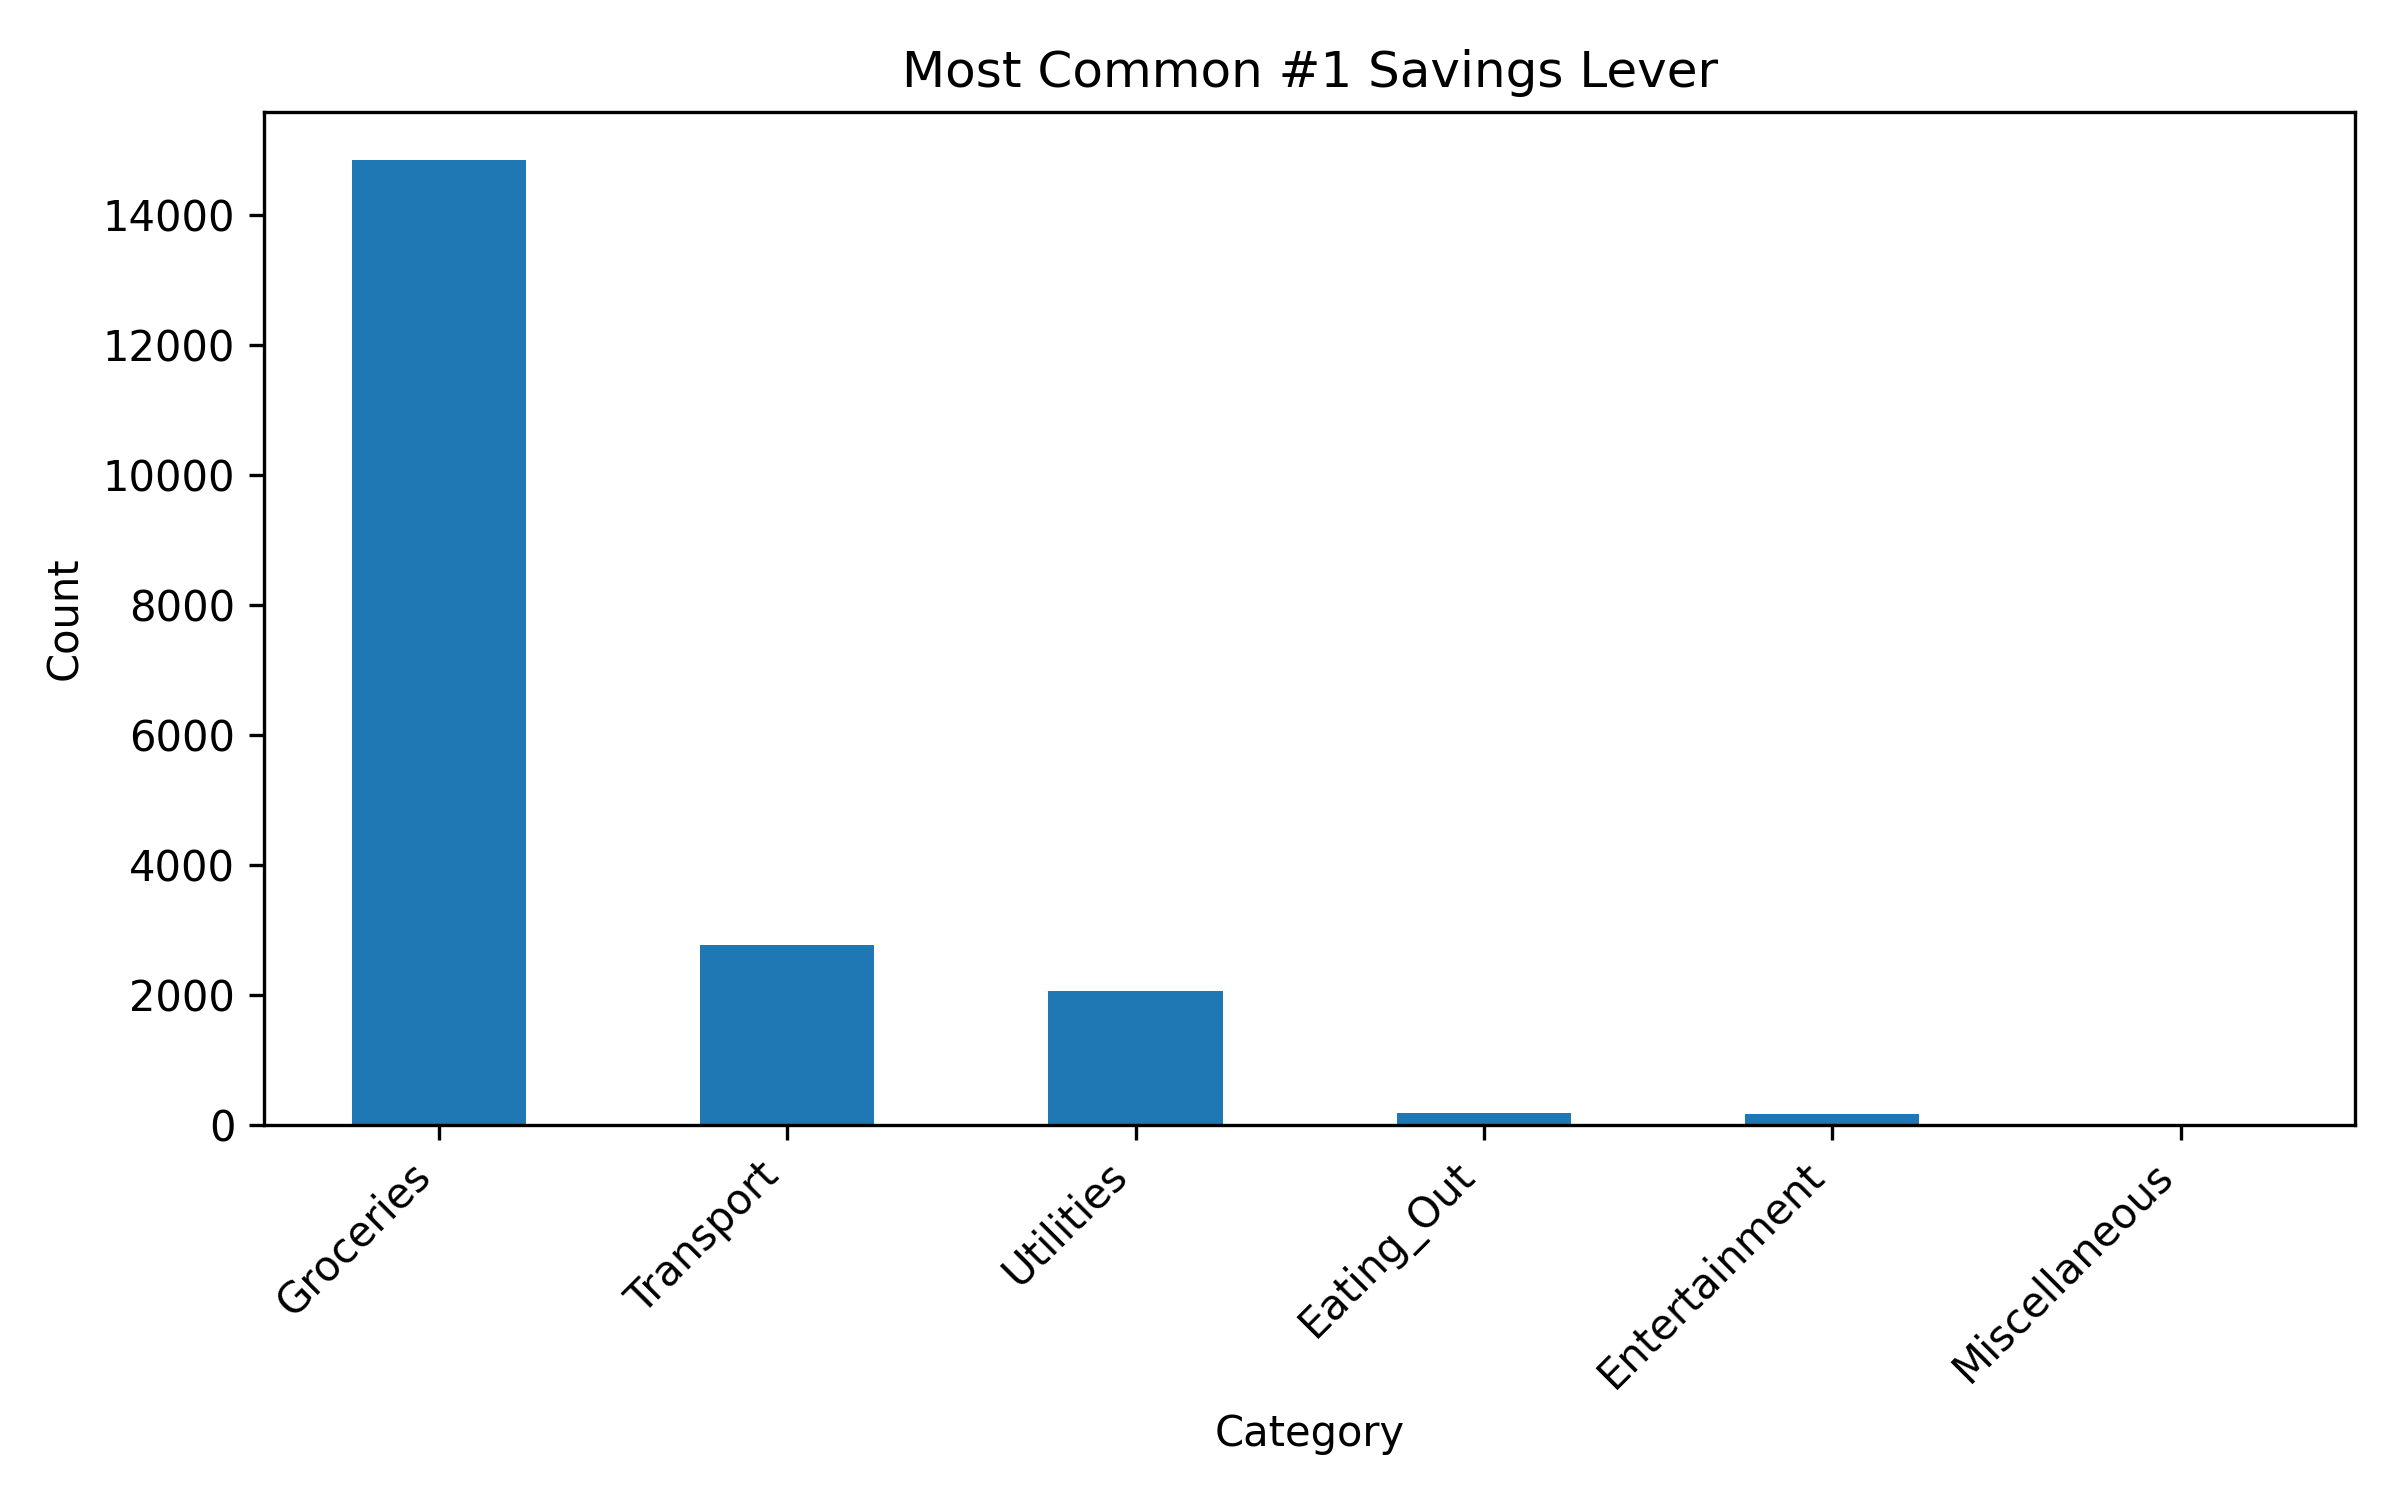 Most Common #1 Savings Lever
14000
12000
10000
8000
6000
4000
2000
0
Count
Groceries
Transport
Utilities
Eating_Out
Entertainment
Miscellaneous
Category